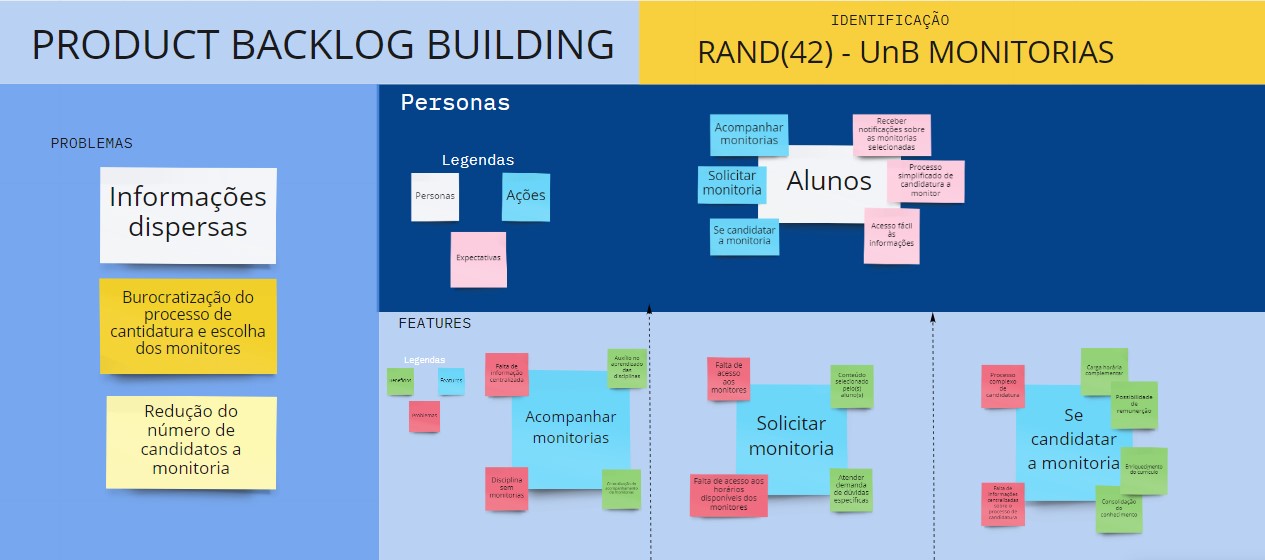 PRODUCT BACKLOG BUILDING
IDENTIFICAÇÃO
RAND(42) - UnB MONITORIAS
PROBLEMAS
Informações
dispersas
Burocratização do
processo de
cantidatura e escolha
dos monitores
Redução do
número de
candidatos a
monitoria
Personas
Legendas
Personas
Ações
Expectativas
Acompanhar
monitorias
Solicitar
monitoria
Se candidatar
a monitoria
Alunos
Receber
notificações sobre
as monitorias
selecionadas
Processo
simplificado de
candidatura a
monitor
Acesso fácil
às
informações
FEATURES
Legendas
Benefícios
Features
Problemas
Falta de
informação
centralizada
Auxílio no
aprendizado
das
disciplinas
Acompanhar
monitorias
Disciplina
sem
monitorias
Falta de
acesso
aos
monitores
Conteúdo
selecionado
pelo(s)
aluno(s)
Solicitar
monitoria
Falta de acesso aos
horários
disponíveis dos
monitores
Atender
demanda
de dúvidas
específicas
Processo
complexo
de
candidatura
Carga horária
complementar
Possibilidade
de
remuneração
Se
candidatar
a monitoria
Enriquecimento
do currículo
Falta de
informações
centralizadas
sobre o
processo de
candidatura
Consolidação
do
conhecimento